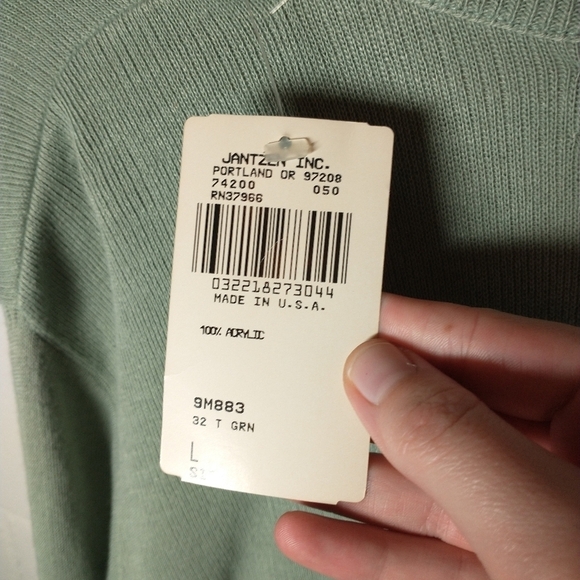 JANTZEN INC.
PORTLAND OR 97208
74200 050
RN37966
032218273044
MADE IN U.S.A.
100% ACRYLIC
9M883
32 T GRN
L